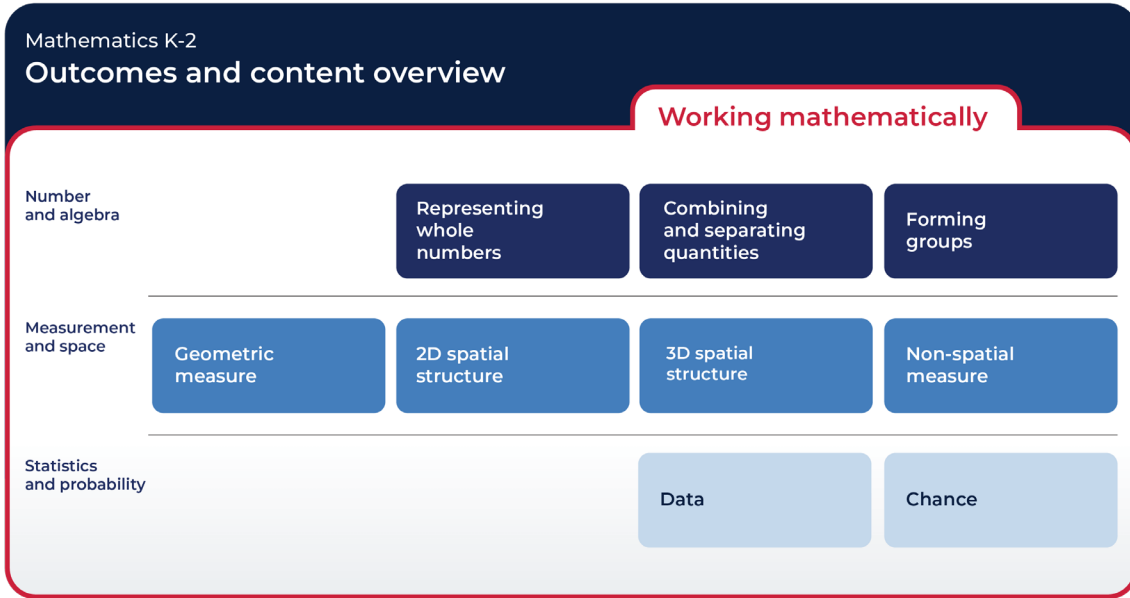 Mathematics K-2
Outcomes and content overview
Working mathematically
Number
and algebra
Representing
whole
numbers
Combining
and separating
quantities
Forming
groups
Measurement
and space
Geometric
measure
2D spatial
structure
3D spatial
structure
Non-spatial
measure
Statistics
and probability
Data
Chance